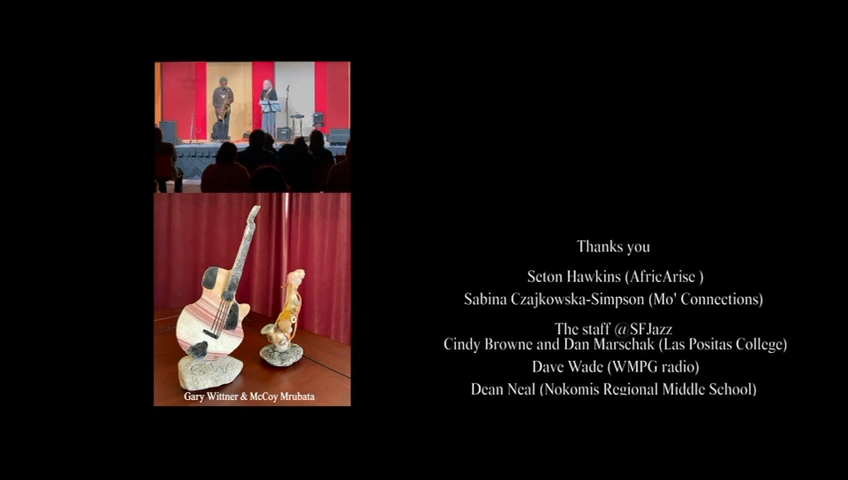 Gary Wittner & McCoy Mrubata
Thanks you
Seton Hawkins (AfricArise )
Sabina Czajkowska-Simpson (Mo' Connections)
The staff @SFJazz
Cindy Browne and Dan Marschak (Las Positas College)
Dave Wade (WMPG radio)
Dean Neal (Nokomis Regional Middle School)